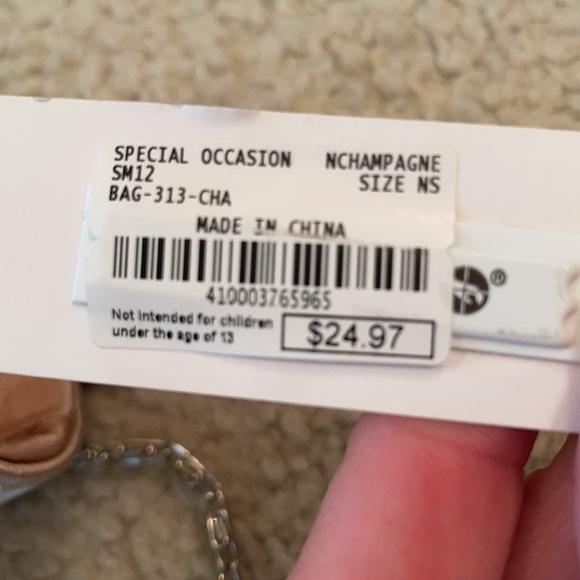 SPECIAL OCCASION NCHAMPAGNE
SM12 SIZE NS
BAG-313-CHA
MADE IN CHINA
410003765965
®
Not intended for children
under the age of 13
$24.97